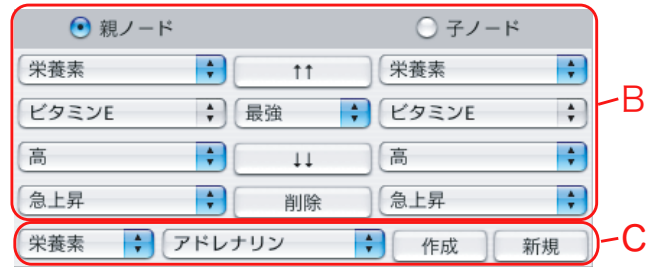 親ノード 子ノード
栄養素 ↑↑ 栄養素
ビタミンE 最強 ビタミンE
B
高 ↓↓ 高
急上昇 削除 急上昇
栄養素 アドレナリン 作成 新規
C